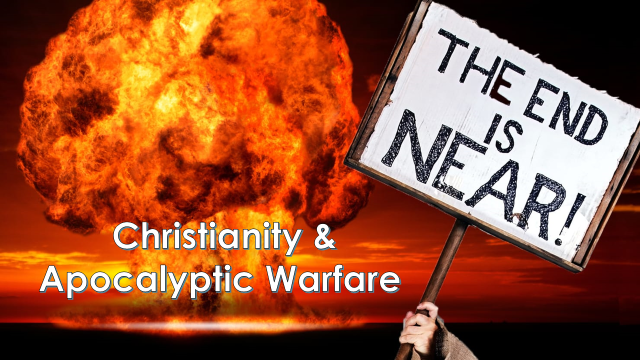 THE END
IS
NEAR!
Christianity &
Apocalyptic Warfare